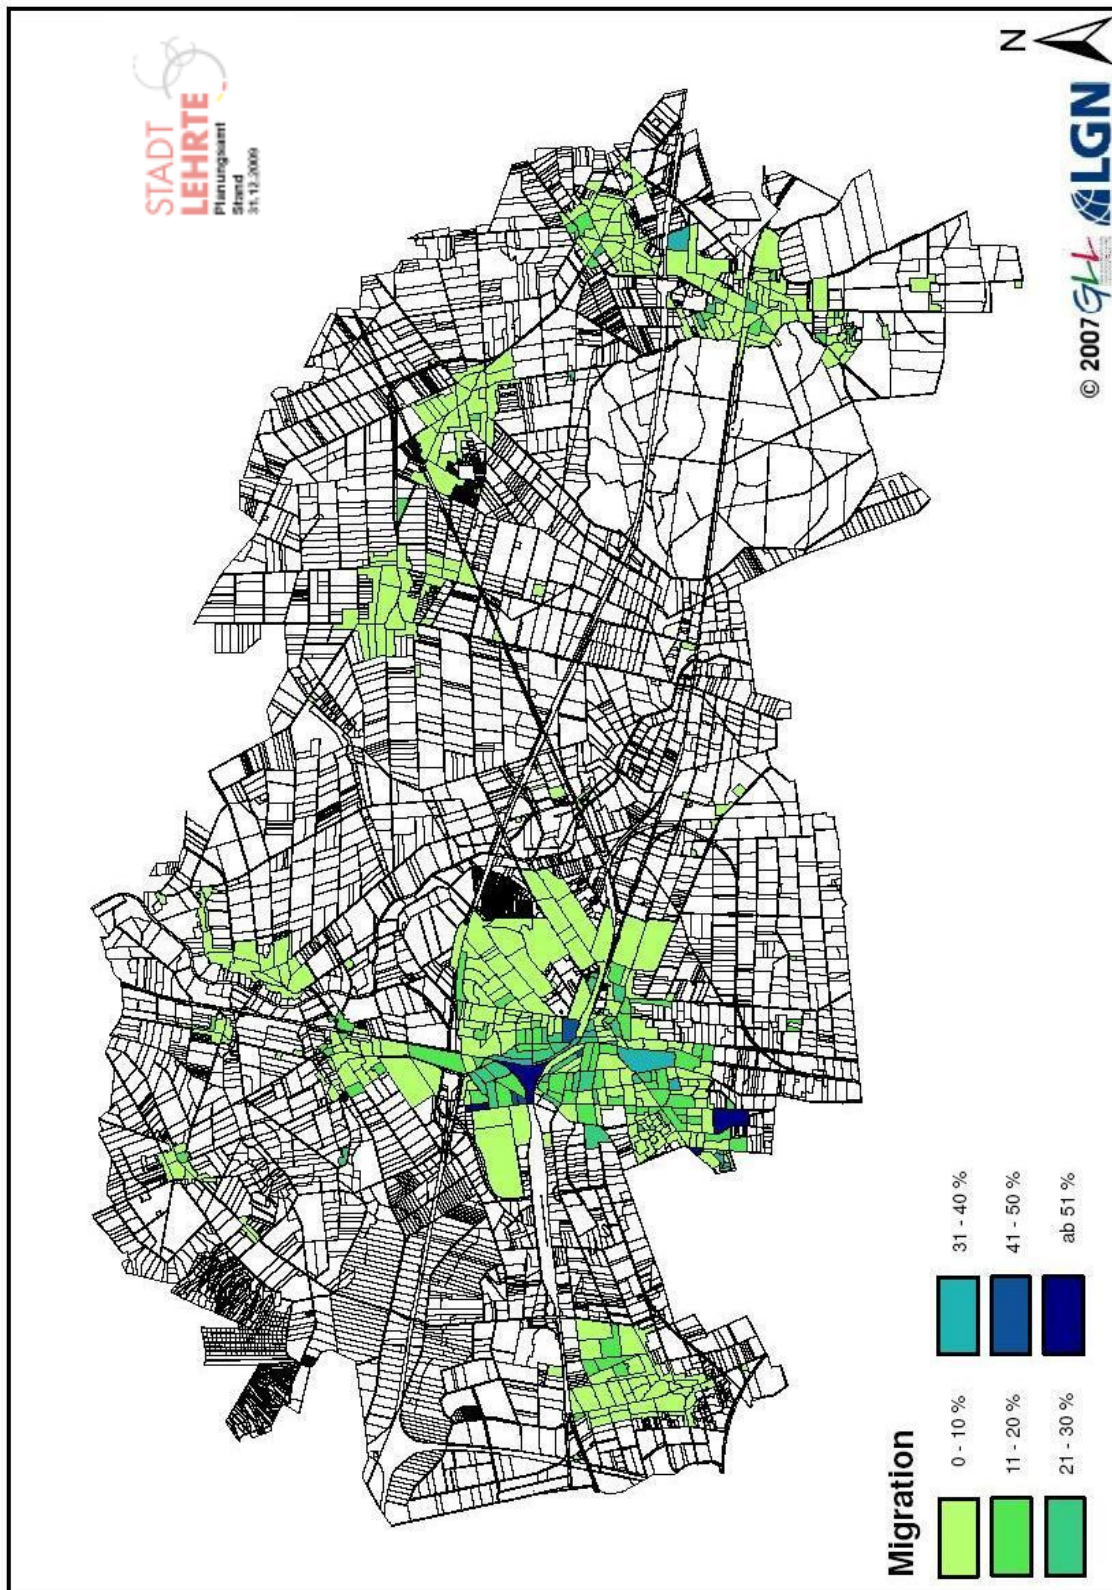 STADT
LEHRTE
Planungsamt
Stand
31.12.2009
N
© 2007 GLL LGN
Migration
0 - 10 %
11 - 20 %
21 - 30 %
31 - 40 %
41 - 50 %
ab 51 %